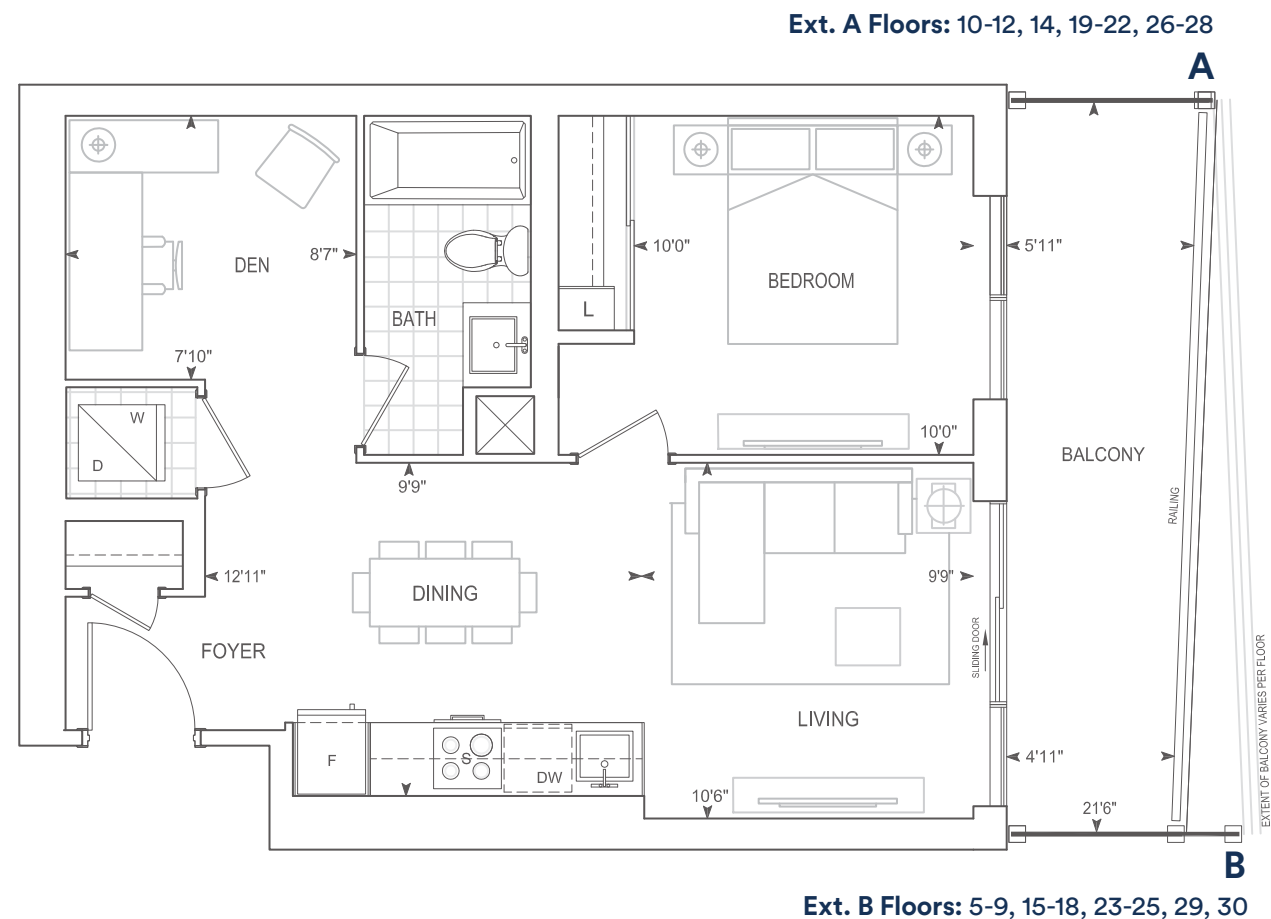 Ext. A Floors: 10-12, 14, 19-22, 26-28
A
DEN
8'7"
BATH
10'0"
BEDROOM
5'11"
L
7'10"
W
D
10'0"
BALCONY
9'9"
RAILING
12'11"
DINING
9'9"
SLIDING DOOR
FOYER
LIVING
EXTENT OF BALCONY VARIES PER FLOOR
F
S
DW
4'11"
10'6"
21'6"
B
Ext. B Floors: 5-9, 15-18, 23-25, 29, 30